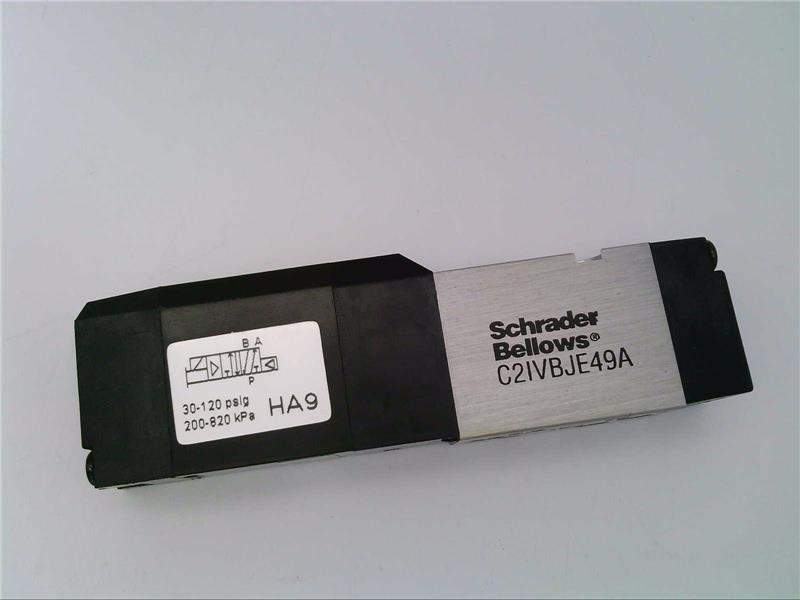 B A
P
30-120 psig
200-820 kPa
HA9
Schrader
Bellows®
C2IVBJE49A